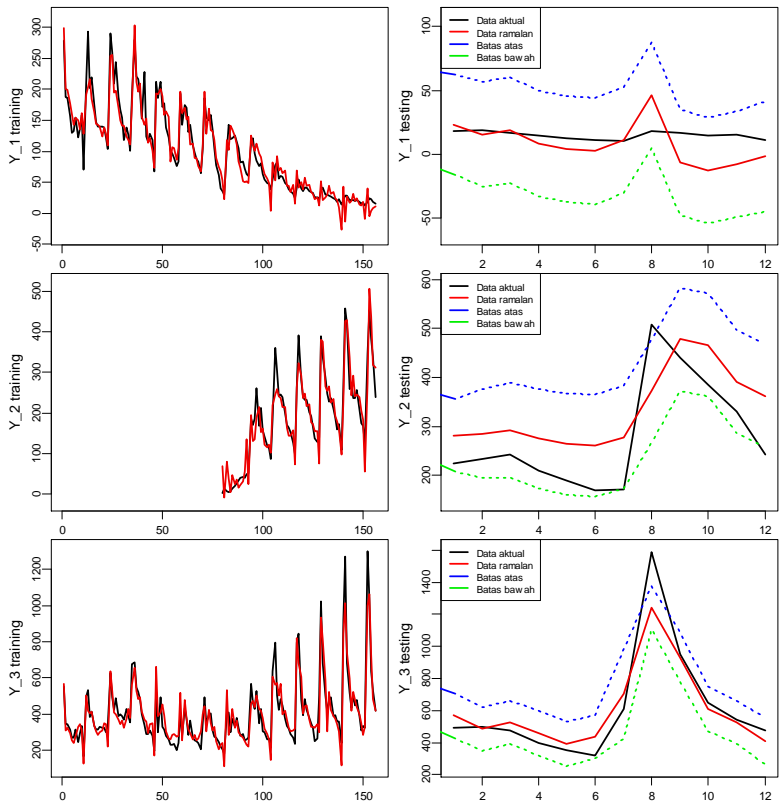 Y_1 training
300
250
200
150
100
50
0
-50
0 50 100 150
Y_1 testing
100
50
0
-50
Data aktual
Data ramalan
Batas atas
Batas bawah
2 4 6 8 10 12
Y_2 training
500
400
300
200
100
0
0 50 100 150
Y_2 testing
600
500
400
300
200
Data aktual
Data ramalan
Batas atas
Batas bawah
2 4 6 8 10 12
Y_3 training
1200
1000
800
600
400
200
0 50 100 150
Y_3 testing
1400
1000
800
600
400
200
Data aktual
Data ramalan
Batas atas
Batas bawah
2 4 6 8 10 12